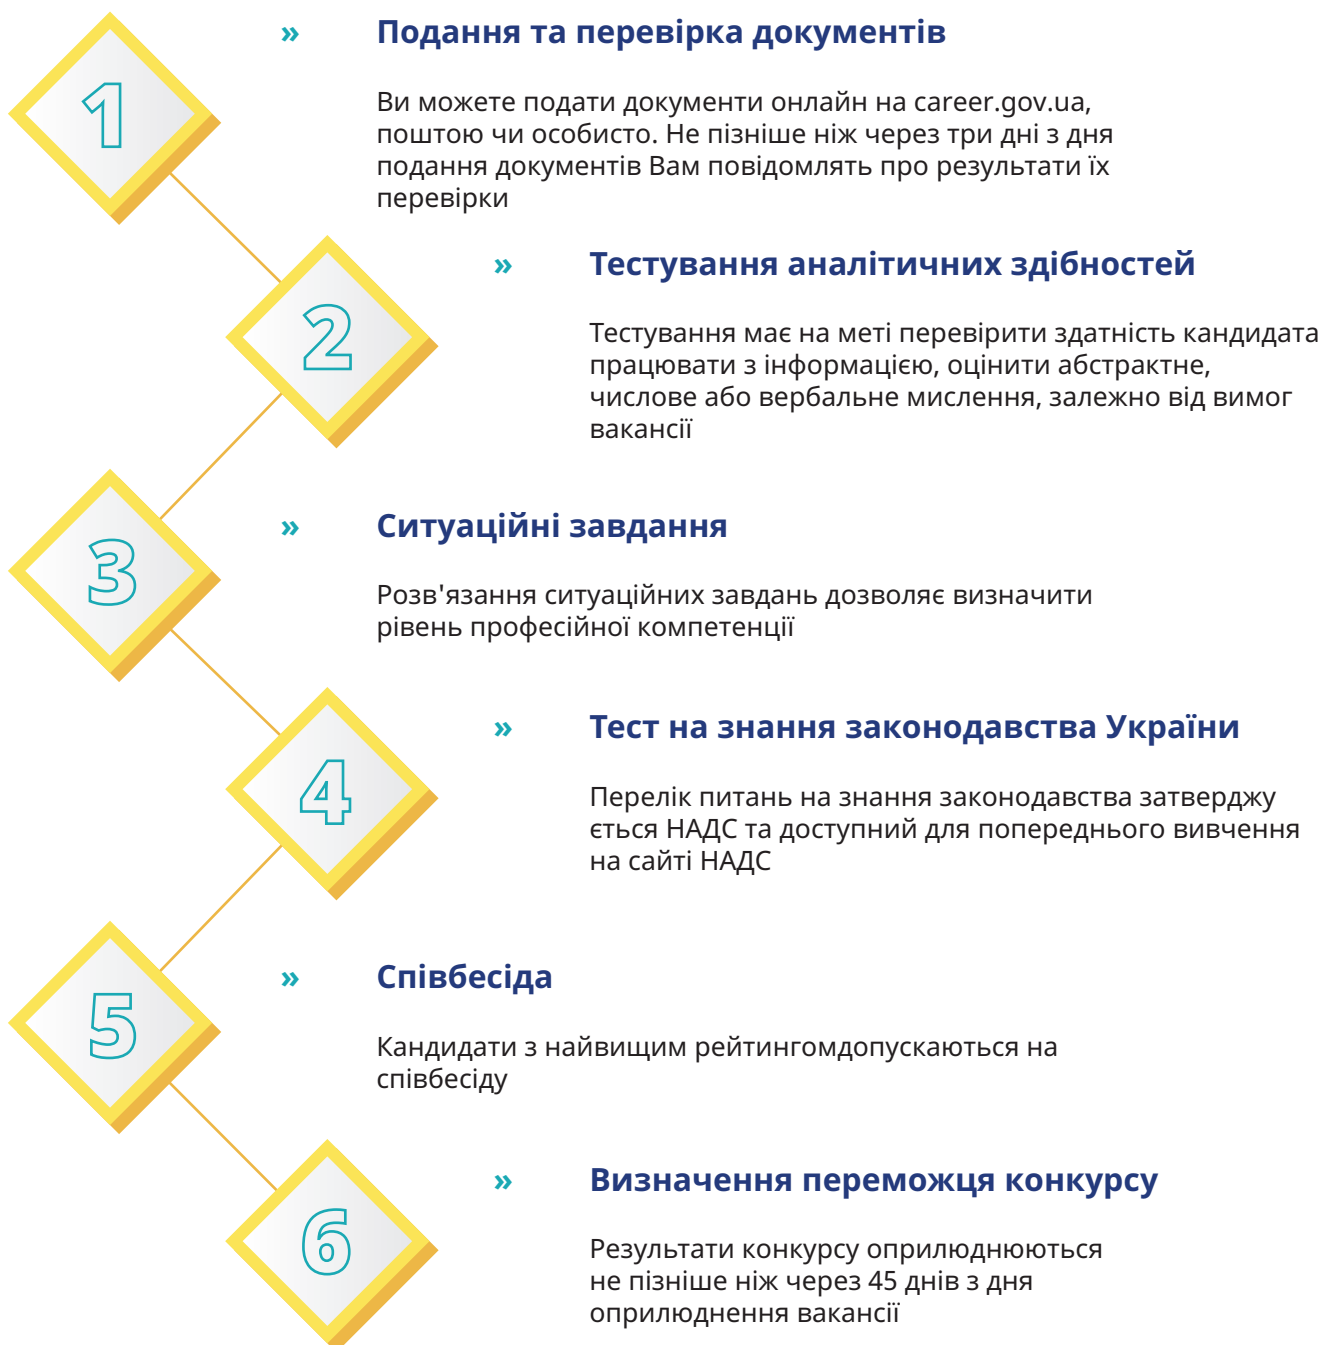 1
» Подання та перевірка документів
Ви можете подати документи онлайн на career.gov.ua,
поштою чи особисто. Не пізніше ніж через три дні з дня
подання документів Вам повідомлять про результати їх
перевірки
2
» Тестування аналітичних здібностей
Тестування має на меті перевірити здатність кандидата
працювати з інформацією, оцінити абстрактне,
числове або вербальне мислення, залежно від вимог
вакансії
3
» Ситуаційні завдання
Розв'язання ситуаційних завдань дозволяє визначити
рівень професійної компетенції
4
» Тест на знання законодавства України
Перелік питань на знання законодавства затверджу
ється НАДС та доступний для попереднього вивчення
на сайті НАДС
5
» Співбесіда
Кандидати з найвищим рейтингомдопускаються на
співбесіду
6
» Визначення переможця конкурсу
Результати конкурсу оприлюднюються
не пізніше ніж через 45 днів з дня
оприлюднення вакансії